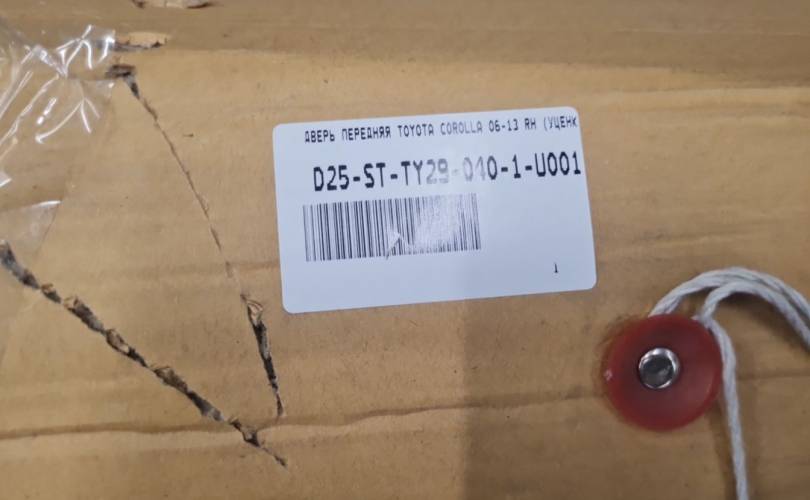 ДВЕРЬ ПЕРЕДНЯЯ TOYOTA COROLLA 06-13 RH (УЦЕНК
D25-ST-TY29-040-1-U001
1